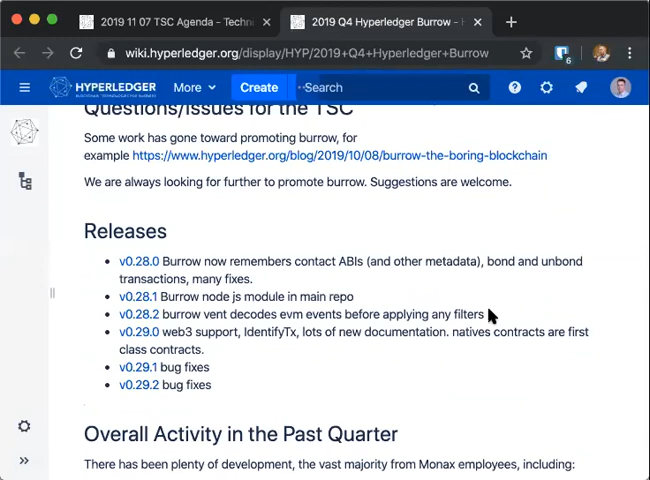 2019 11 07 TSC Agenda - Techni
2019 Q4 Hyperledger Burrow -
wiki.hyperledger.org/display/HYP/2019+Q4+Hyperledger+Burrow
6
HYPERLEDGER
More
Create
Search
Questions/Issues for the TSC
Some work has gone toward promoting burrow, for
example https://www.hyperledger.org/blog/2019/10/08/burrow-the-boring-blockchain
We are always looking for further to promote burrow. Suggestions are welcome.
Releases
• v0.28.0 Burrow now remembers contact ABIs (and other metadata), bond and unbond
transactions, many fixes.
• v0.28.1 Burrow node js module in main repo
• v0.28.2 burrow vent decodes evm events before applying any filters
• v0.29.0 web3 support, IdentifyTx, lots of new documentation. natives contracts are first
class contracts.
• v0.29.1 bug fixes
• v0.29.2 bug fixes
Overall Activity in the Past Quarter
There has been plenty of development, the vast majority from Monax employees, including: